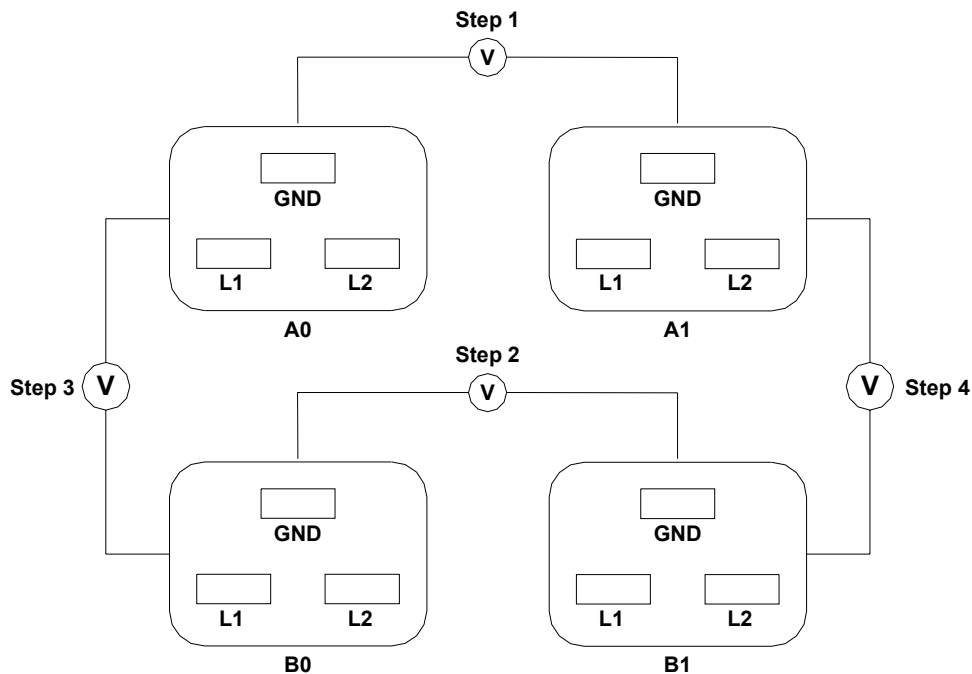 Step 1
V
GND
GND
L1 L2
L1 L2
A0
A1
Step 2
Step 3 V
V
V Step 4
GND
GND
L1 L2
L1 L2
B0
B1